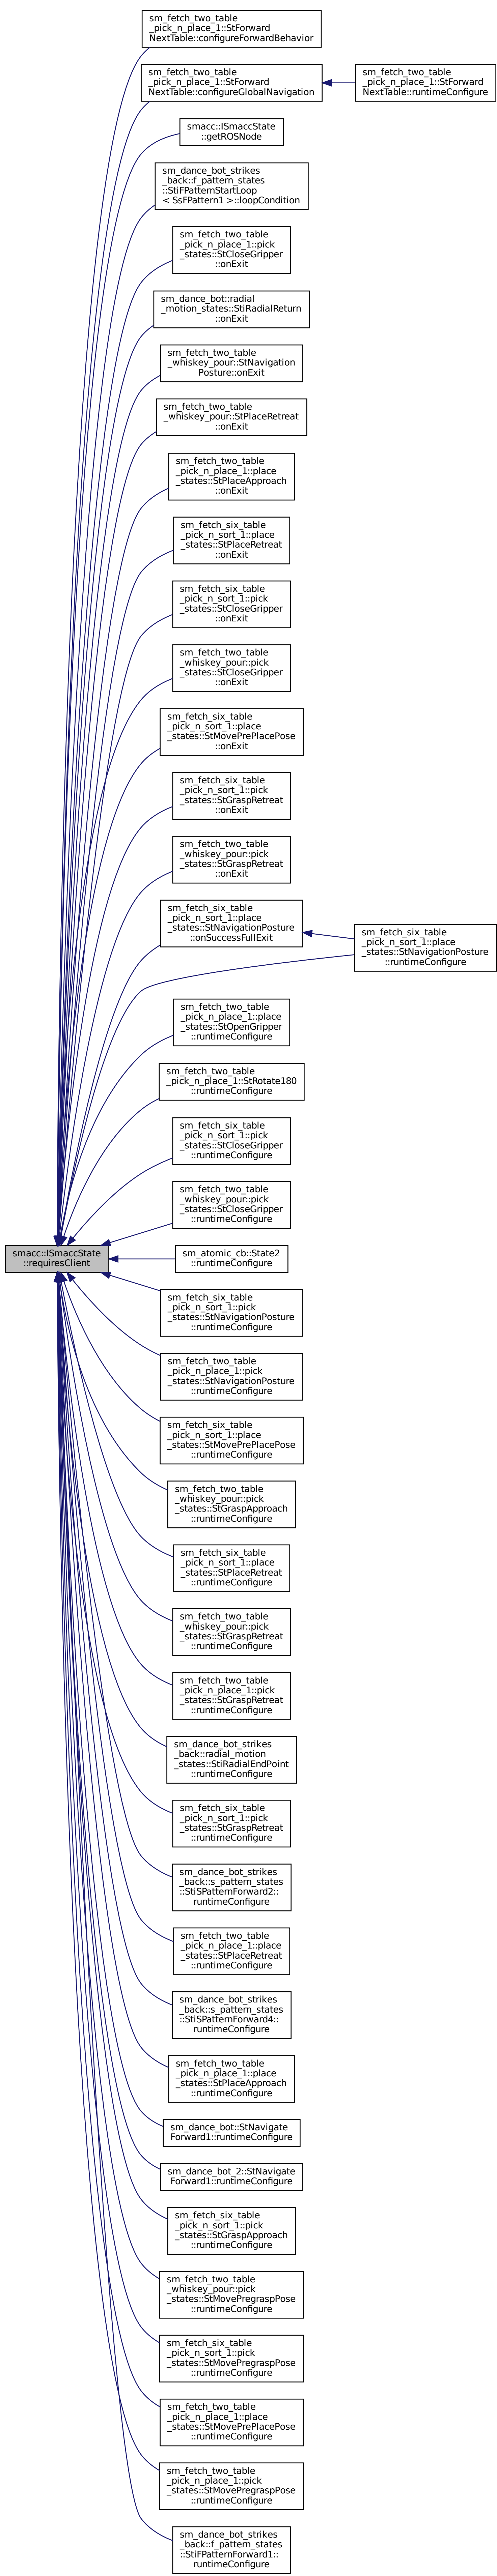 sm_fetch_two_table
_pick_n_place_1::StForward
NextTable::configureForwardBehavior
sm_fetch_two_table
_pick_n_place_1::StForward
NextTable::configureGlobalNavigation
sm_fetch_two_table
_pick_n_place_1::StForward
NextTable::runtimeConfigure
smacc::ISmaccState
::getROSNode
sm_dance_bot_strikes
_back::f_pattern_states
::StiFPatternStartLoop
< SsFPattern1 >::loopCondition
sm_fetch_two_table
_pick_n_place_1::pick
_states::StCloseGripper
::onExit
sm_dance_bot::radial
_motion_states::StiRadialReturn
::onExit
sm_fetch_two_table
_whiskey_pour::StNavigation
Posture::onExit
sm_fetch_two_table
_whiskey_pour::StPlaceRetreat
::onExit
sm_fetch_two_table
_pick_n_place_1::place
_states::StPlaceApproach
::onExit
sm_fetch_six_table
_pick_n_sort_1::place
_states::StPlaceRetreat
::onExit
sm_fetch_six_table
_pick_n_sort_1::pick
_states::StCloseGripper
::onExit
sm_fetch_two_table
_whiskey_pour::pick
_states::StCloseGripper
::onExit
sm_fetch_six_table
_pick_n_sort_1::place
_states::StMovePrePlacePose
::onExit
sm_fetch_six_table
_pick_n_sort_1::pick
_states::StGraspRetreat
::onExit
sm_fetch_two_table
_whiskey_pour::pick
_states::StGraspRetreat
::onExit
sm_fetch_six_table
_pick_n_sort_1::place
_states::StNavigationPosture
::onSuccessFullExit
sm_fetch_six_table
_pick_n_sort_1::place
_states::StNavigationPosture
::runtimeConfigure
sm_fetch_two_table
_pick_n_place_1::place
_states::StOpenGripper
::runtimeConfigure
sm_fetch_two_table
_pick_n_place_1::StRotate180
::runtimeConfigure
sm_fetch_six_table
_pick_n_sort_1::pick
_states::StCloseGripper
::runtimeConfigure
sm_fetch_two_table
_whiskey_pour::pick
_states::StCloseGripper
::runtimeConfigure
smacc::ISmaccState
::requiresClient
sm_atomic_cb::State2
::runtimeConfigure
sm_fetch_six_table
_pick_n_sort_1::pick
_states::StNavigationPosture
::runtimeConfigure
sm_fetch_two_table
_pick_n_place_1::pick
_states::StNavigationPosture
::runtimeConfigure
sm_fetch_six_table
_pick_n_sort_1::place
_states::StMovePrePlacePose
::runtimeConfigure
sm_fetch_two_table
_whiskey_pour::pick
_states::StGraspApproach
::runtimeConfigure
sm_fetch_six_table
_pick_n_sort_1::place
_states::StPlaceRetreat
::runtimeConfigure
sm_fetch_two_table
_whiskey_pour::pick
_states::StGraspRetreat
::runtimeConfigure
sm_fetch_two_table
_pick_n_place_1::pick
_states::StGraspRetreat
::runtimeConfigure
sm_dance_bot_strikes
_back::radial_motion
_states::StiRadialEndPoint
::runtimeConfigure
sm_fetch_six_table
_pick_n_sort_1::pick
_states::StGraspRetreat
::runtimeConfigure
sm_dance_bot_strikes
_back::s_pattern_states
::StiSPatternForward2::
runtimeConfigure
sm_fetch_two_table
_pick_n_place_1::place
_states::StPlaceRetreat
::runtimeConfigure
sm_dance_bot_strikes
_back::s_pattern_states
::StiSPatternForward4::
runtimeConfigure
sm_fetch_two_table
_pick_n_place_1::place
_states::StPlaceApproach
::runtimeConfigure
sm_dance_bot::StNavigate
Forward1::runtimeConfigure
sm_dance_bot_2::StNavigate
Forward1::runtimeConfigure
sm_fetch_six_table
_pick_n_sort_1::pick
_states::StGraspApproach
::runtimeConfigure
sm_fetch_two_table
_whiskey_pour::pick
_states::StMovePregraspPose
::runtimeConfigure
sm_fetch_six_table
_pick_n_sort_1::pick
_states::StMovePregraspPose
::runtimeConfigure
sm_fetch_two_table
_pick_n_place_1::place
_states::StMovePrePlacePose
::runtimeConfigure
sm_fetch_two_table
_pick_n_place_1::pick
_states::StMovePregraspPose
::runtimeConfigure
sm_dance_bot_strikes
_back::f_pattern_states
::StiFPatternForward1::
runtimeConfigure